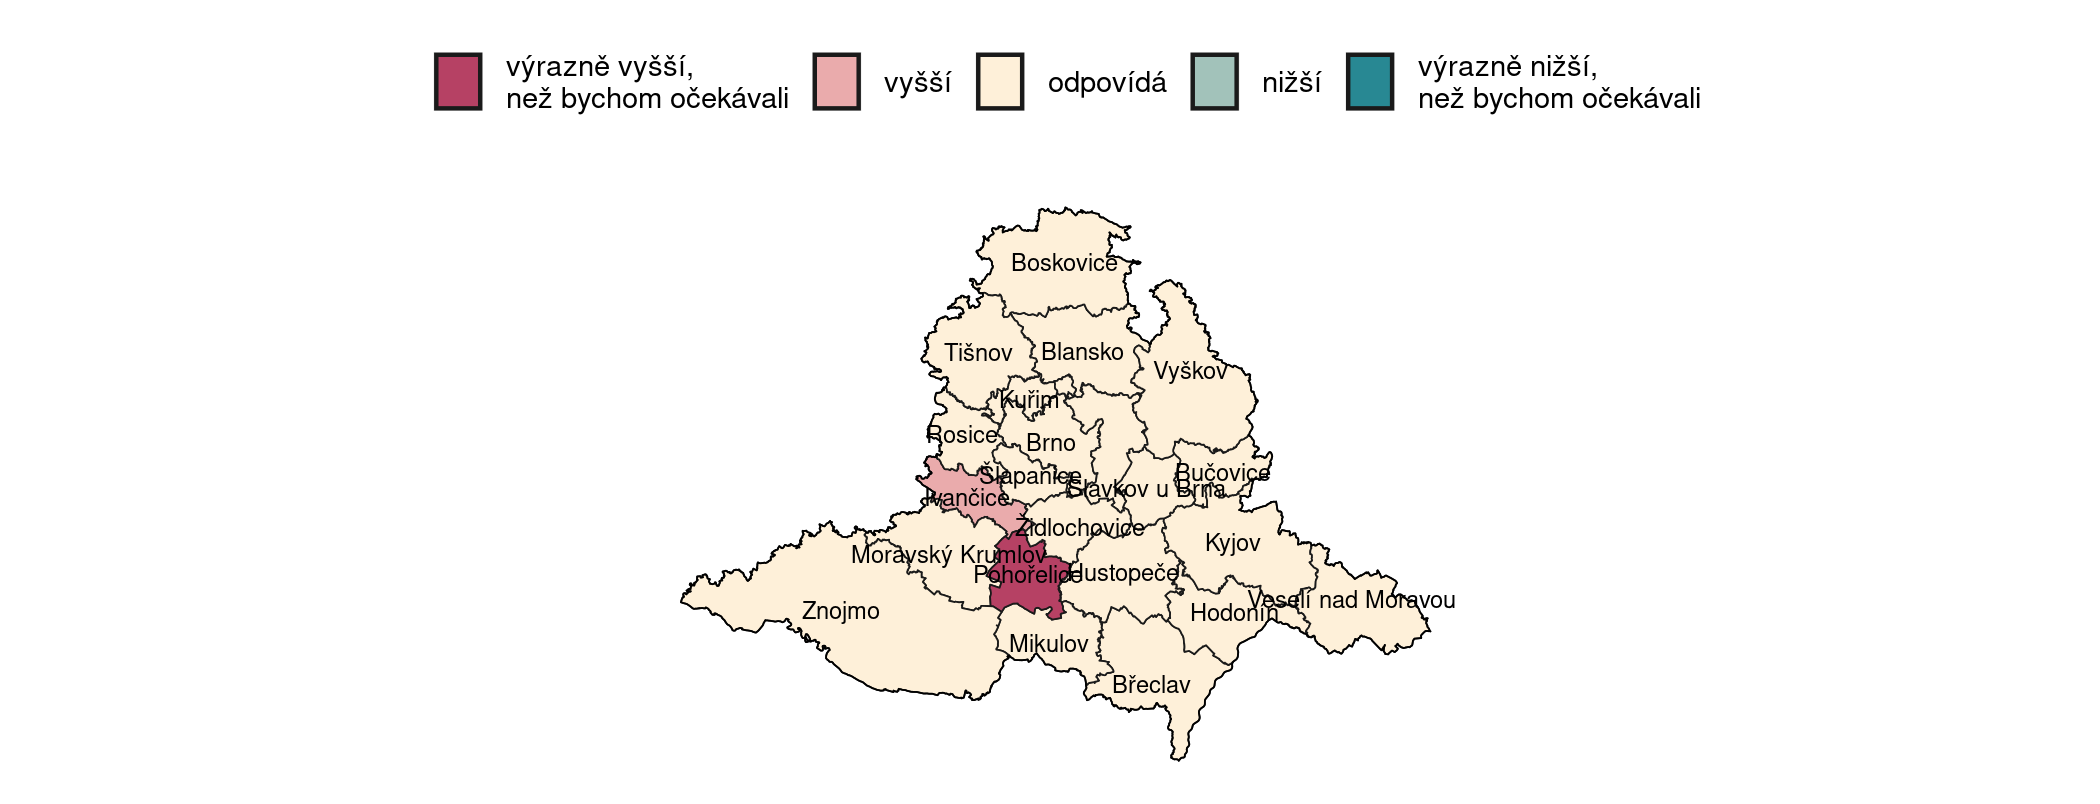 výrazně vyšší,
než bychom očekávali
vyšší
odpovídá
nižší
výrazně nižší,
než bychom očekávali
Boskovice
Tišnov
Blansko
Vyškov
Kuřim
Rosice
Brno
Šlapanice
Bučovice
Slavkov u Brna
Ivančice
Židlochovice
Kyjov
Moravský Krumlov
Pohořelice
Hustopeče
Znojmo
Hodonín
Veselí nad Moravou
Mikulov
Břeclav